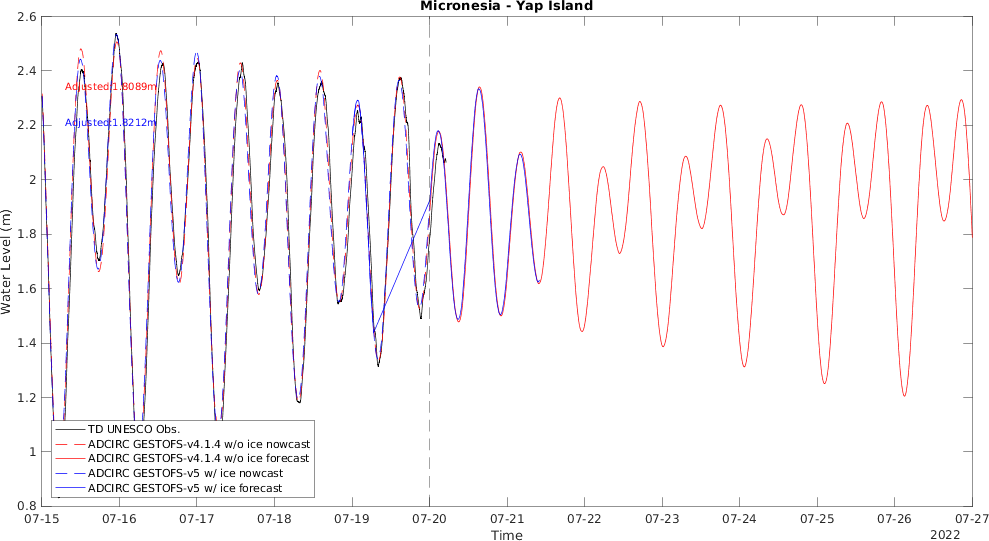 Micronesia - Yap Island
2.6
2.4
2.2
2
1.8
1.6
1.4
1.2
1
0.8
Water Level (m)
Adjusted:1.8089m
Adjusted:1.8212m
TD UNESCO Obs.
ADCIRC GESTOFS-v4.1.4 w/o ice nowcast
ADCIRC GESTOFS-v4.1.4 w/o ice forecast
ADCIRC GESTOFS-v5 w/ ice nowcast
ADCIRC GESTOFS-v5 w/ ice forecast
07-15 07-16 07-17 07-18 07-19 07-20 07-21 07-22 07-23 07-24 07-25 07-26 07-27
Time
2022